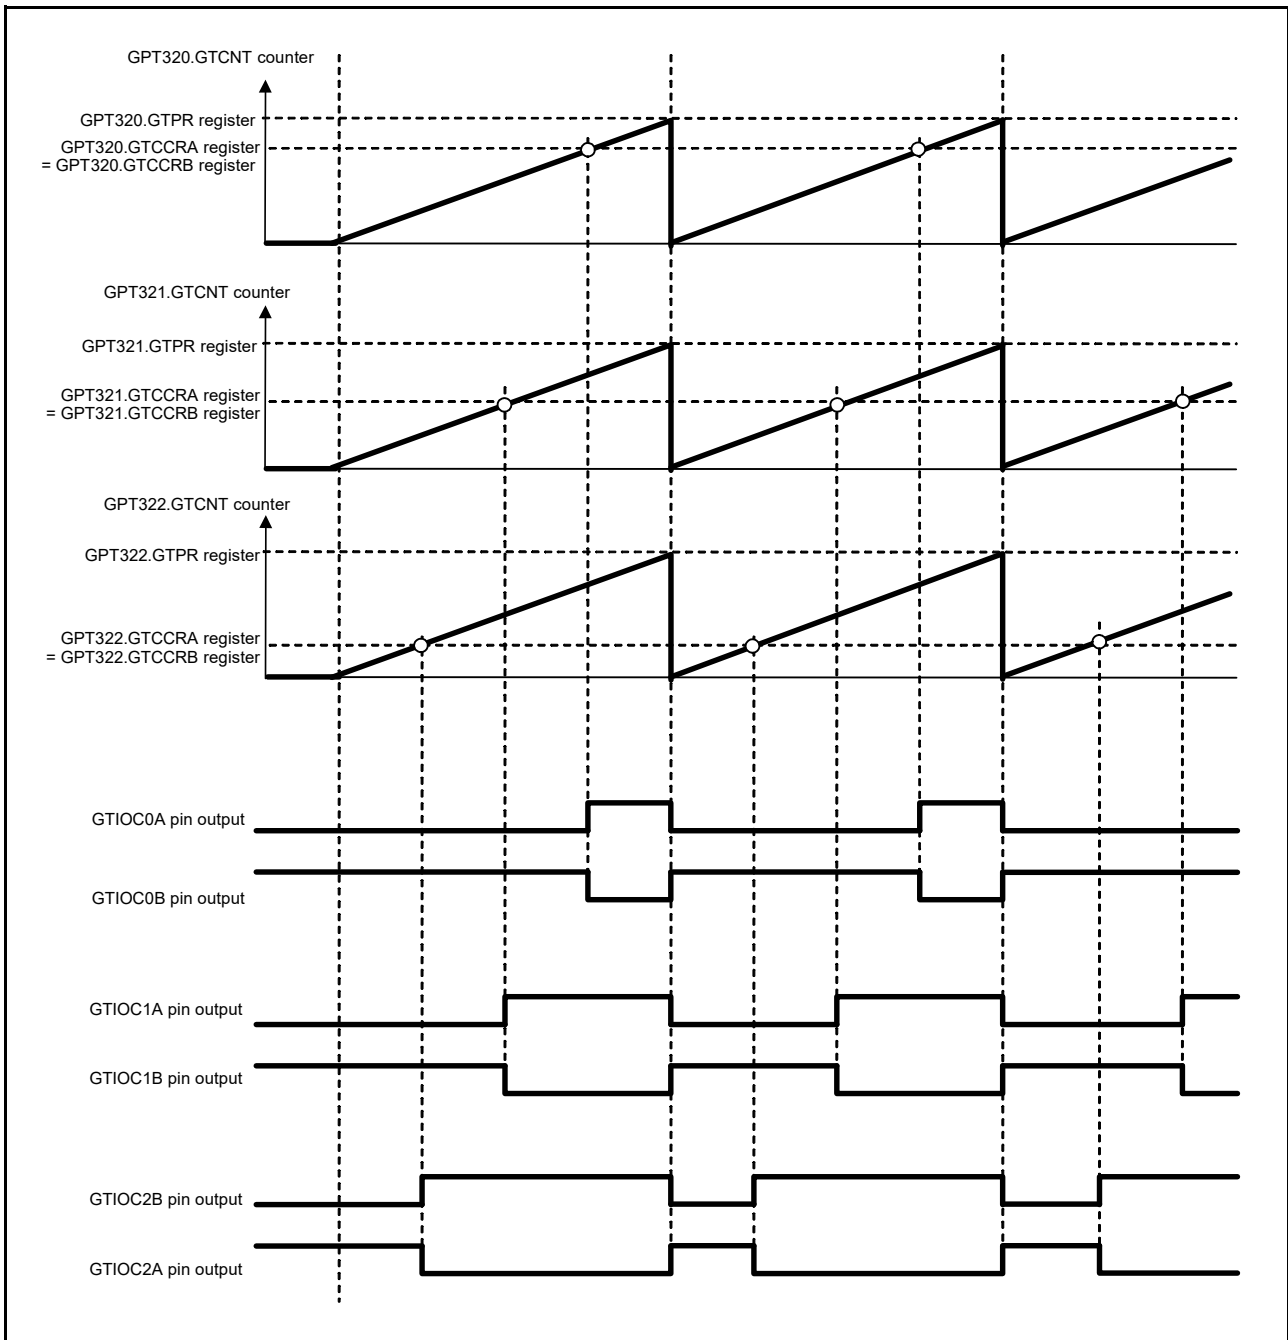 GPT320.GTCNT counter
GPT320.GTPR register
GPT320.GTCCRA register
= GPT320.GTCCRB register
GPT321.GTCNT counter
GPT321.GTPR register
GPT321.GTCCRA register
= GPT321.GTCCRB register
GPT322.GTCNT counter
GPT322.GTPR register
GPT322.GTCCRA register
= GPT322.GTCCRB register
GTIOC0A pin output
GTIOC0B pin output
GTIOC1A pin output
GTIOC1B pin output
GTIOC2B pin output
GTIOC2A pin output